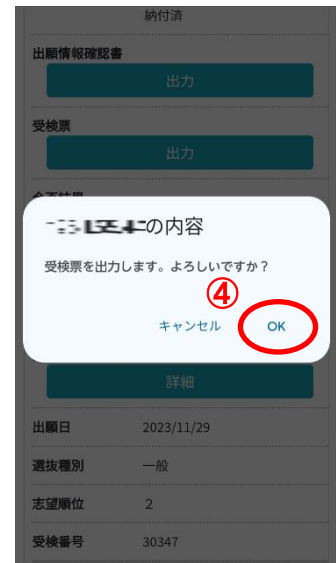 納付済
出願情報確認書
出力
受検票
出力
の内容
受検票を出力します。よろしいですか？
④
キャンセル OK
詳細
出願日 2023/11/29
選抜種別 一般
志望順位 2
受検番号 30347